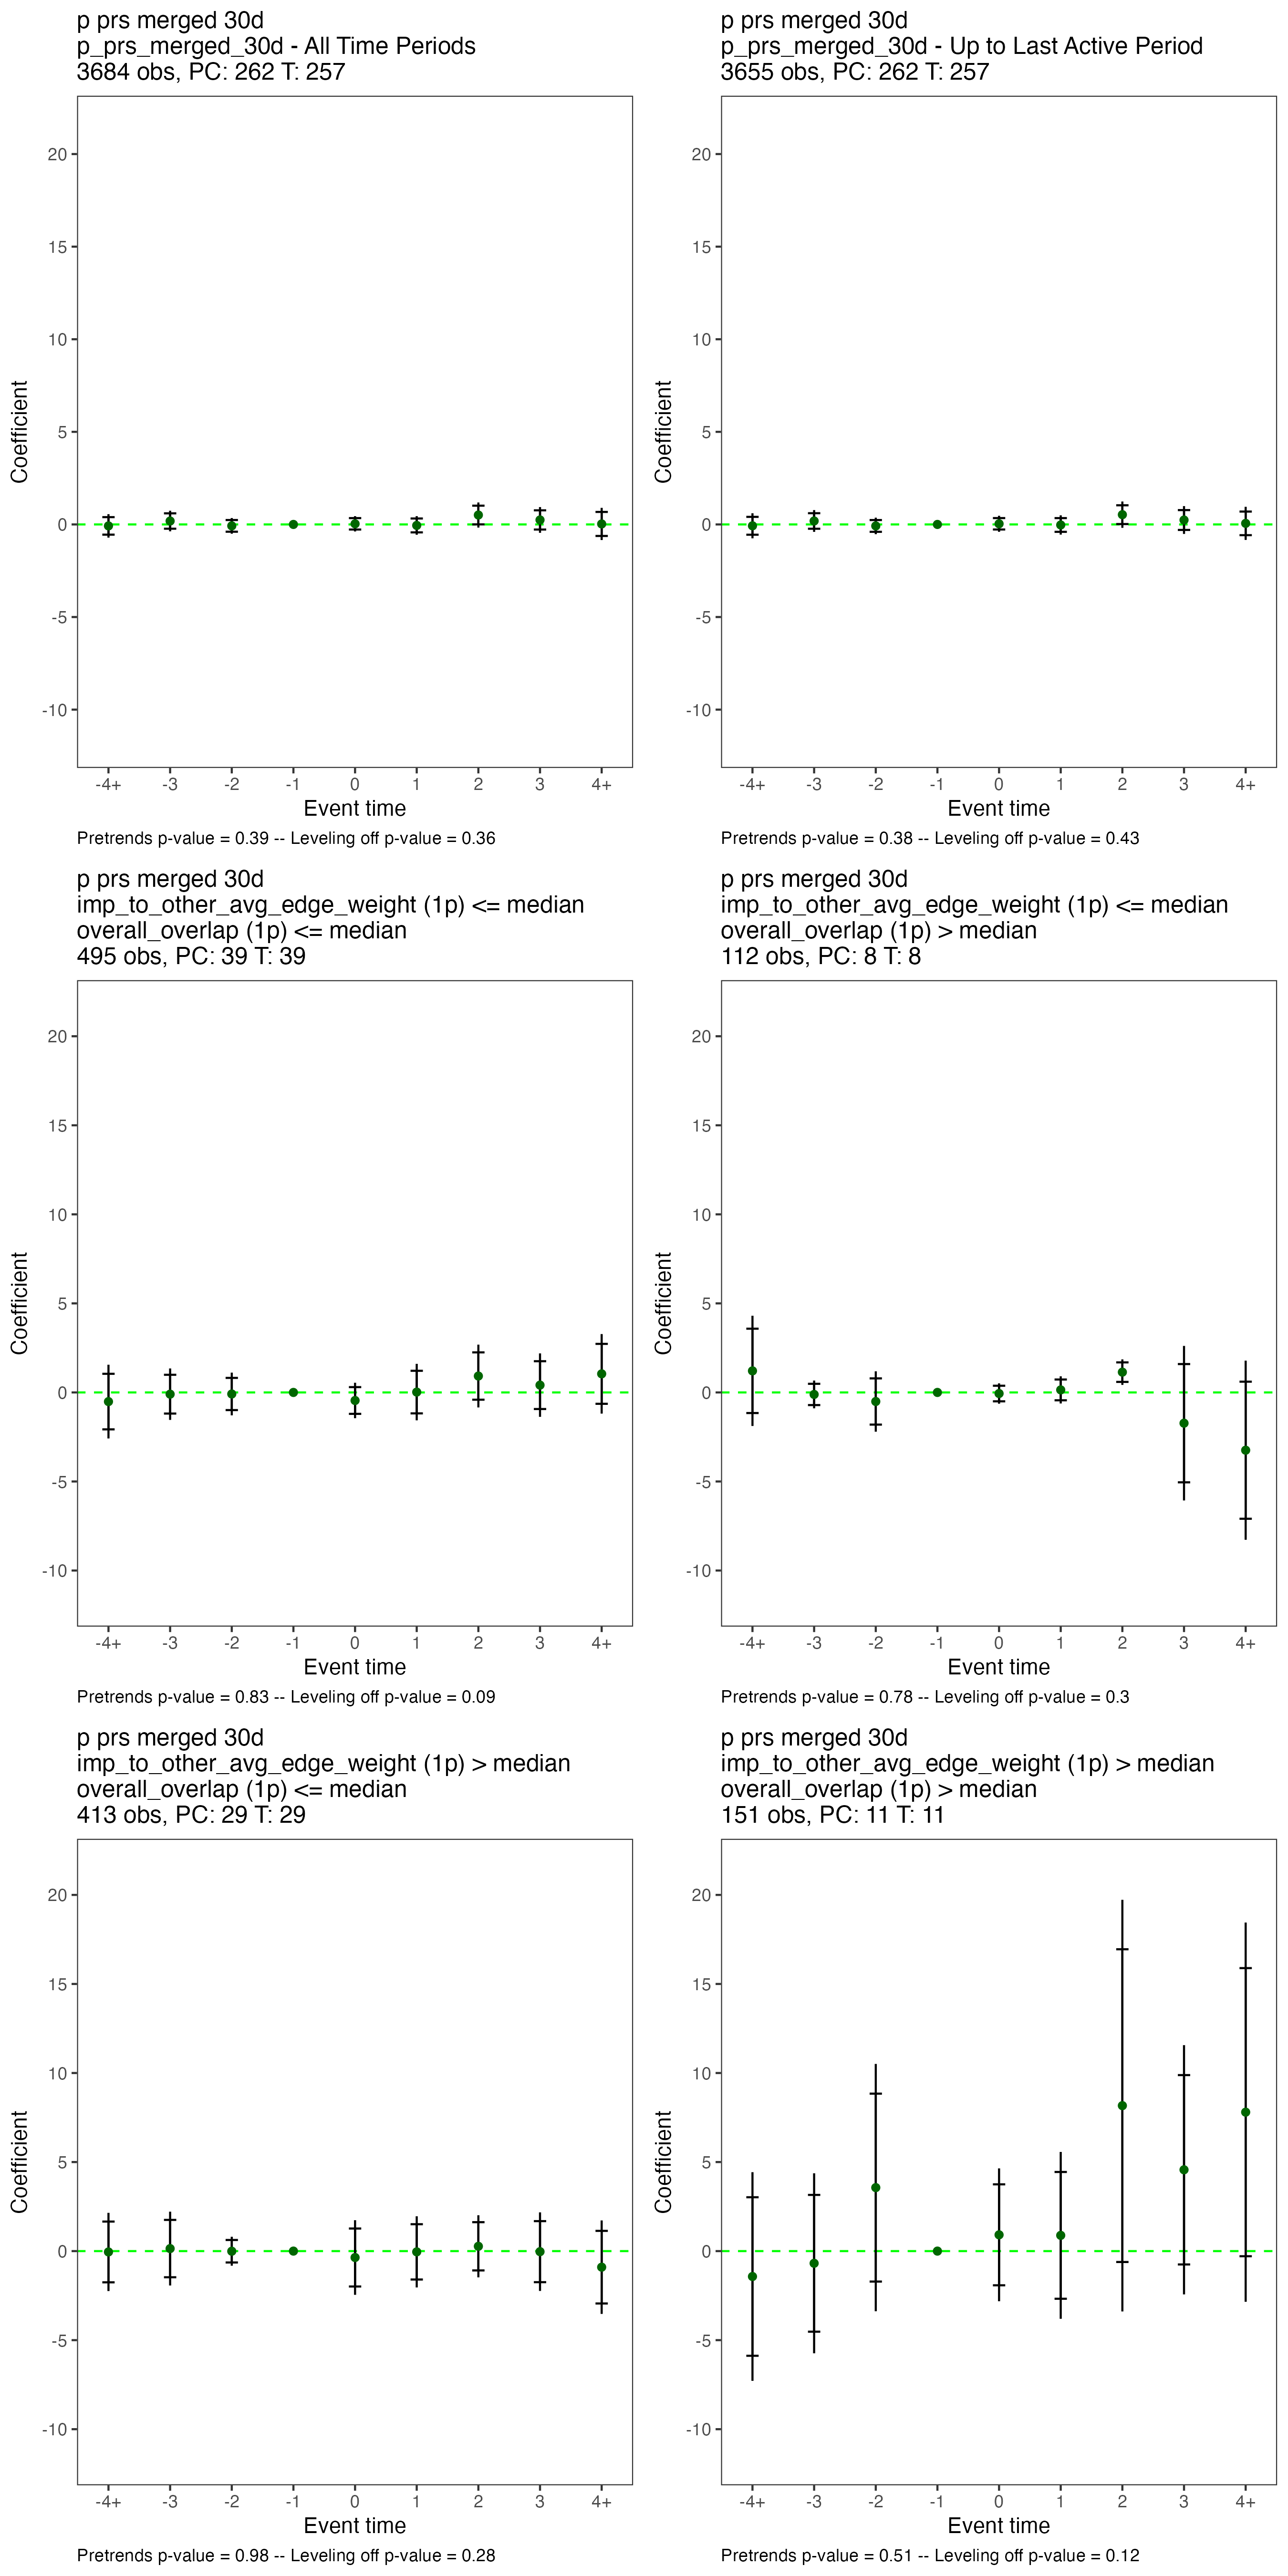 p prs merged 30d
p_prs_merged_30d - All Time Periods
3684 obs, PC: 262 T: 257
20
15
10
5
0
-5
-10
Coefficient
-4+ -3 -2 -1 0 1 2 3 4+
Event time
Pretrends p-value = 0.39 -- Leveling off p-value = 0.36
p prs merged 30d
p_prs_merged_30d - Up to Last Active Period
3655 obs, PC: 262 T: 257
20
15
10
5
0
-5
-10
Coefficient
-4+ -3 -2 -1 0 1 2 3 4+
Event time
Pretrends p-value = 0.38 -- Leveling off p-value = 0.43
p prs merged 30d
imp_to_other_avg_edge_weight (1p) <= median
overall_overlap (1p) <= median
495 obs, PC: 39 T: 39
20
15
10
5
0
-5
-10
Coefficient
-4+ -3 -2 -1 0 1 2 3 4+
Event time
Pretrends p-value = 0.83 -- Leveling off p-value = 0.09
p prs merged 30d
imp_to_other_avg_edge_weight (1p) <= median
overall_overlap (1p) > median
112 obs, PC: 8 T: 8
20
15
10
5
0
-5
-10
Coefficient
-4+ -3 -2 -1 0 1 2 3 4+
Event time
Pretrends p-value = 0.78 -- Leveling off p-value = 0.3
p prs merged 30d
imp_to_other_avg_edge_weight (1p) > median
overall_overlap (1p) <= median
413 obs, PC: 29 T: 29
20
15
10
5
0
-5
-10
Coefficient
-4+ -3 -2 -1 0 1 2 3 4+
Event time
Pretrends p-value = 0.98 -- Leveling off p-value = 0.28
p prs merged 30d
imp_to_other_avg_edge_weight (1p) > median
overall_overlap (1p) > median
151 obs, PC: 11 T: 11
20
15
10
5
0
-5
-10
Coefficient
-4+ -3 -2 -1 0 1 2 3 4+
Event time
Pretrends p-value = 0.51 -- Leveling off p-value = 0.12